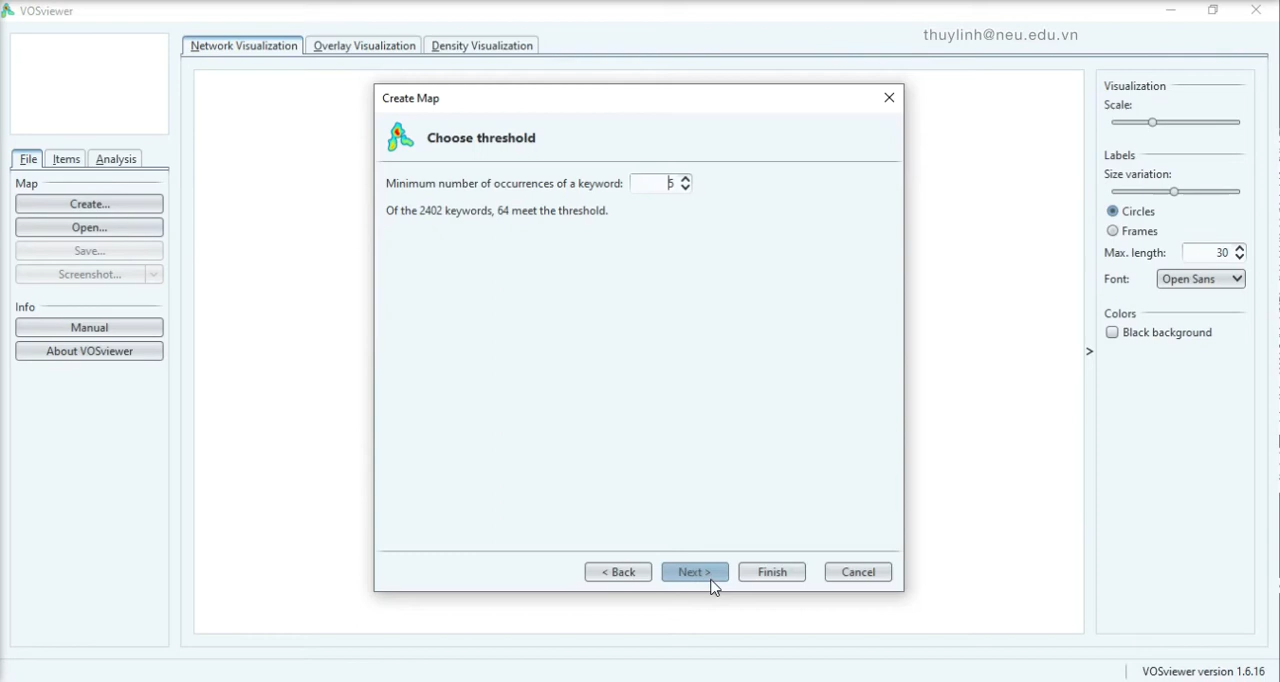 VOSviewer
thuylinh@neu.edu.vn
Network Visualization Overlay Visualization Density Visualization
File Items Analysis
Map
Create...
Open...
Save...
Screenshot...
Info
Manual
About VOSviewer
Create Map
Choose threshold
Minimum number of occurrences of a keyword: 5
Of the 2402 keywords, 64 meet the threshold.
< Back Next > Finish Cancel
Visualization
Scale:
Labels
Size variation:
Circles
Frames
Max. length: 30
Font: Open Sans
Colors
Black background
>
VOSviewer version 1.6.16